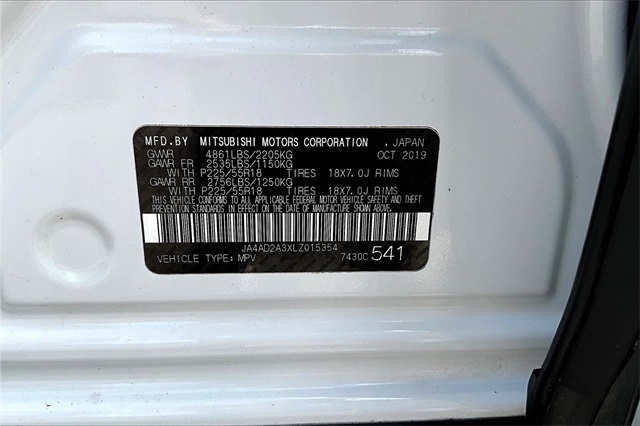 MFD.BY MITSUBISHI MOTORS CORPORATION . JAPAN
GVWR 4861LBS/2205KG OCT 2019
GAWR FR 2535LBS/1150KG
WITH P225/55R18 TIRES 18X7.0J RIMS
GAWR RR 2756LBS/1250KG
WITH P225/55R18 TIRES 18X7.0J RIMS
THIS VEHICLE CONFORMS TO ALL APPLICABLE FEDERAL MOTOR VEHICLE
SAFETY AND THEFT PREVENTION STANDARDS IN EFFECT ON THE DATE OF
MANUFACTURE SHOWN ABOVE.
JA4AD2A3XLZ015354
VEHICLE TYPE: MPV 7430C 541